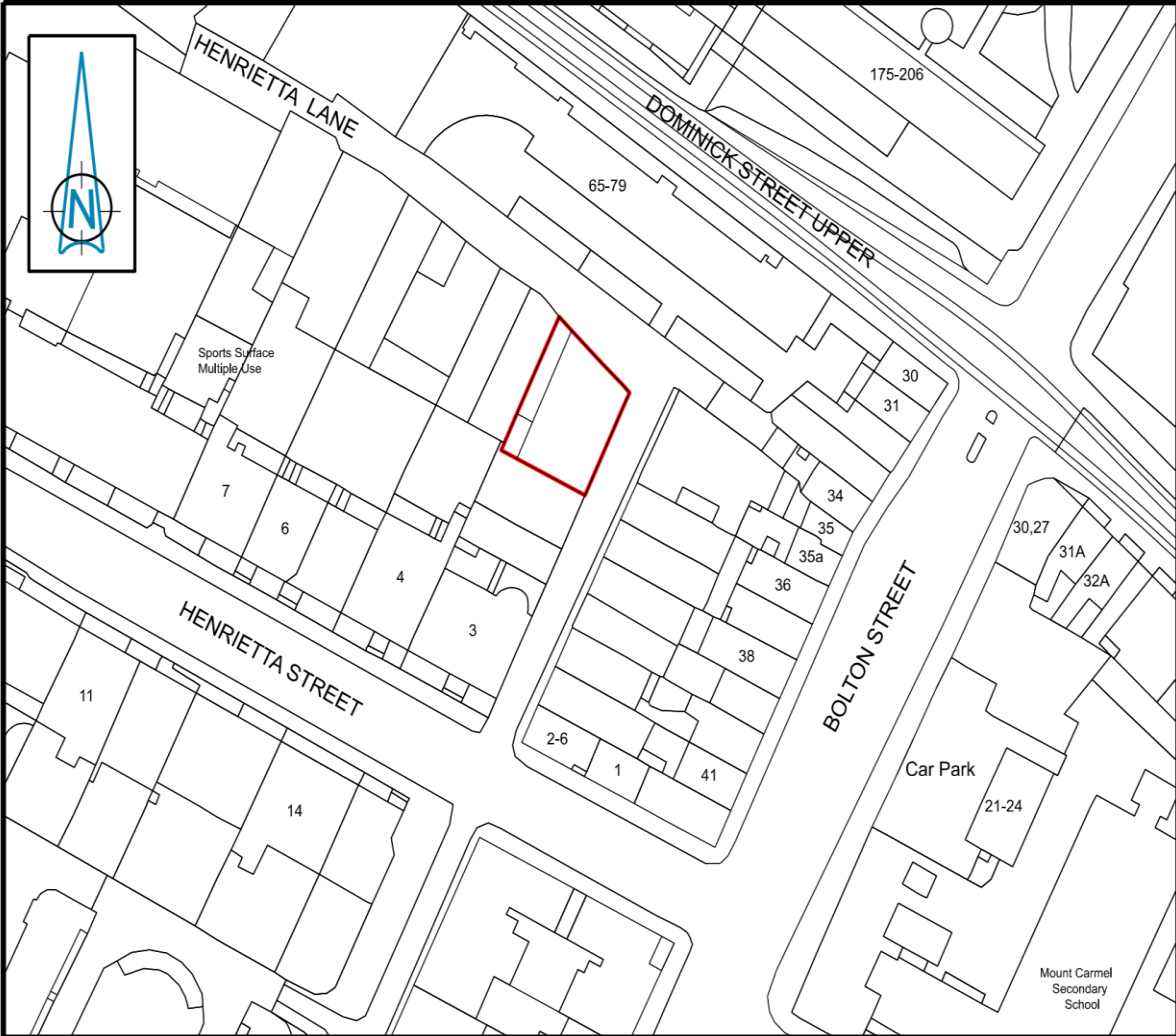 HENRIETTA LANE
175-206
DOMINICK STREET UPPER
65-79
N
Sports Surface
Multiple Use
30
31
34
35
35a
36
38
41
30,27
31A
32A
7
6
4
3
HENRIETTA STREET
BOLTON STREET
11
14
2-6
1
Car Park
21-24
Mount Carmel
Secondary
School